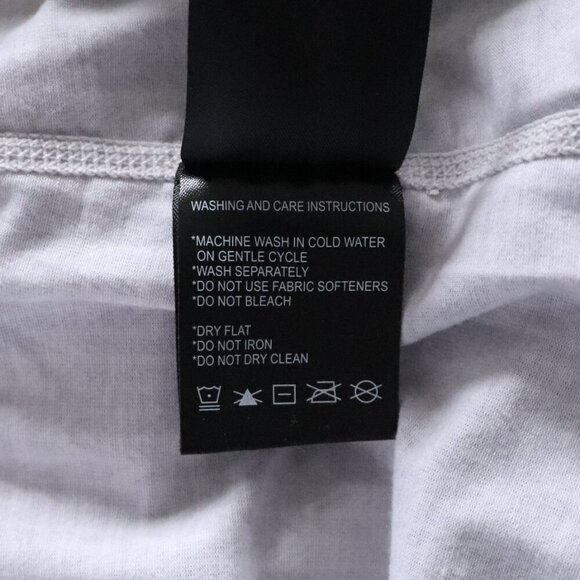 WASHING AND CARE INSTRUCTIONS
*MACHINE WASH IN COLD WATER
ON GENTLE CYCLE
*WASH SEPARATELY
*DO NOT USE FABRIC SOFTENERS
*DO NOT BLEACH
*DRY FLAT
*DO NOT IRON
*DO NOT DRY CLEAN